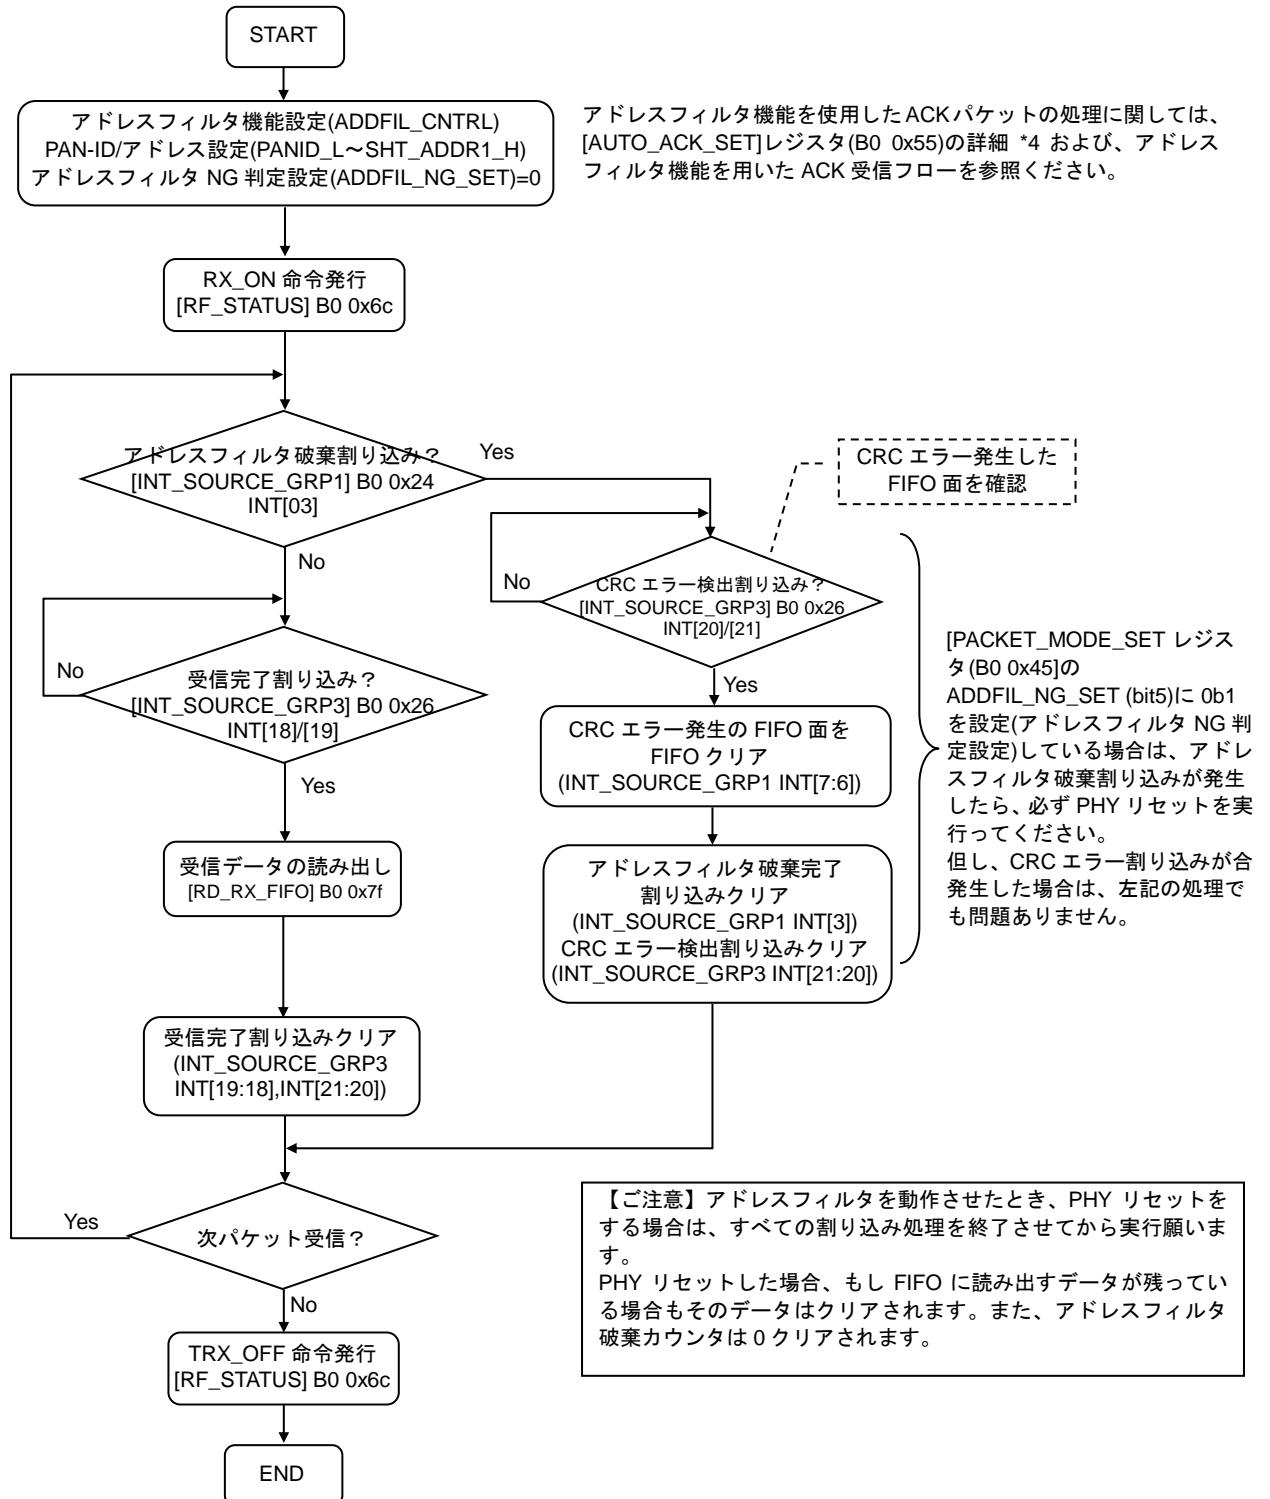 START
アドレスフィルタ機能設定(ADDFIL_CNTRL)
PAN-ID/アドレス設定(PANID_L～SHT_ADDR1_H)
アドレスフィルタ NG 判定設定(ADDFIL_NG_SET)=0
アドレスフィルタ機能を使用した ACK パケットの処理に関しては、
[AUTO_ACK_SET]レジスタ(B0 0x55)の詳細 *4 および、アドレス
フィルタ機能を用いた ACK 受信フローを参照ください。
RX_ON 命令発行
[RF_STATUS] B0 0x6c
アドレスフィルタ破棄割り込み？
[INT_SOURCE_GRP1] B0 0x24
INT[03]
Yes
No
CRC エラー発生した
FIFO 面を確認
CRC エラー検出割り込み？
[INT_SOURCE_GRP3] B0 0x26
INT[20]/[21]
No
Yes
受信完了割り込み？
[INT_SOURCE_GRP3] B0 0x26
INT[18]/[19]
No
Yes
CRC エラー発生の FIFO 面を
FIFO クリア
(INT_SOURCE_GRP1 INT[7:6])
[PACKET_MODE_SET レジス
タ(B0 0x45]の
ADDFIL_NG_SET (bit5)に 0b1
を設定(アドレスフィルタ NG 判
定設定)している場合は、アドレ
スフィルタ破棄割り込みが発生
したら、必ず PHY リセットを実
行ってください。
但し、CRC エラー割り込みが合
発生した場合は、左記の処理で
も問題ありません。
受信データの読み出し
[RD_RX_FIFO] B0 0x7f
アドレスフィルタ破棄完了
割り込みクリア
(INT_SOURCE_GRP1 INT[3])
CRC エラー検出割り込みクリア
(INT_SOURCE_GRP3 INT[21:20])
受信完了割り込みクリア
(INT_SOURCE_GRP3
INT[19:18],INT[21:20])
次パケット受信？
Yes
No
【ご注意】アドレスフィルタを動作させたとき、PHY リセットを
する場合は、すべての割り込み処理を終了させてから実行願いま
す。
PHY リセットした場合、もし FIFO に読み出すデータが残ってい
る場合もそのデータはクリアされます。また、アドレスフィルタ
破棄カウンタは 0 クリアされます。
TRX_OFF 命令発行
[RF_STATUS] B0 0x6c
END